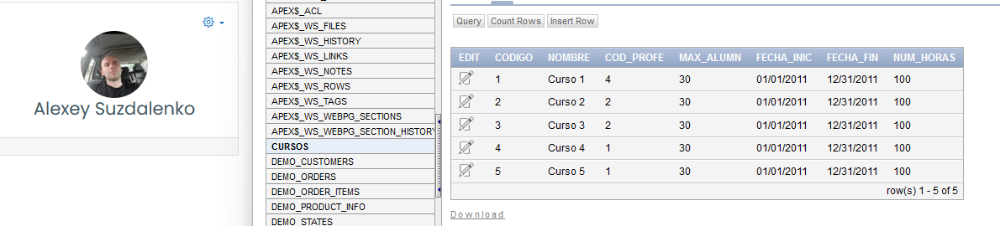 Alexey Suzdalenko
APEX$_ACL
APEX$_WS_FILES
APEX$_WS_HISTORY
APEX$_WS_LINKS
APEX$_WS_NOTES
APEX$_WS_ROWS
APEX$_WS_TAGS
APEX$_WS_WEBPG_SECTIONS
APEX$_WS_WEBPG_SECTION_HISTORY
CURSOS
DEMO_CUSTOMERS
DEMO_ORDERS
DEMO_ORDER_ITEMS
DEMO_PRODUCT_INFO
DEMO_STATES
Query Count Rows Insert Row
EDIT CODIGO NOMBRE COD_PROFE MAX_ALUMN FECHA_INIC FECHA_FIN NUM_HORAS
1 Curso 1 4 30 01/01/2011 12/31/2011 100
2 Curso 2 2 30 01/01/2011 12/31/2011 100
3 Curso 3 2 30 01/01/2011 12/31/2011 100
4 Curso 4 1 30 01/01/2011 12/31/2011 100
5 Curso 5 1 30 01/01/2011 12/31/2011 100
row(s) 1 - 5 of 5
Download